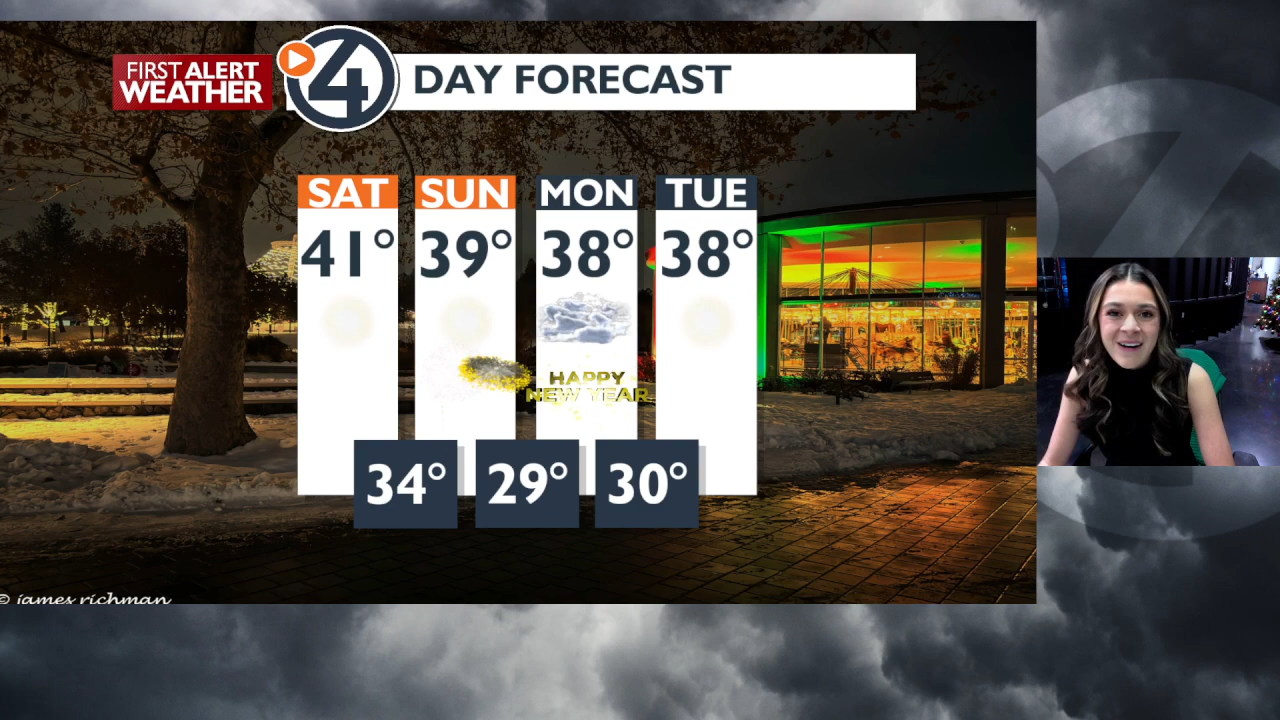 FIRST ALERT
WEATHER
4
DAY FORECAST
SAT SUN MON TUE
41° 39° 38° 38°
HAPPY
NEW YEAR
34° 29° 30°
© james richman